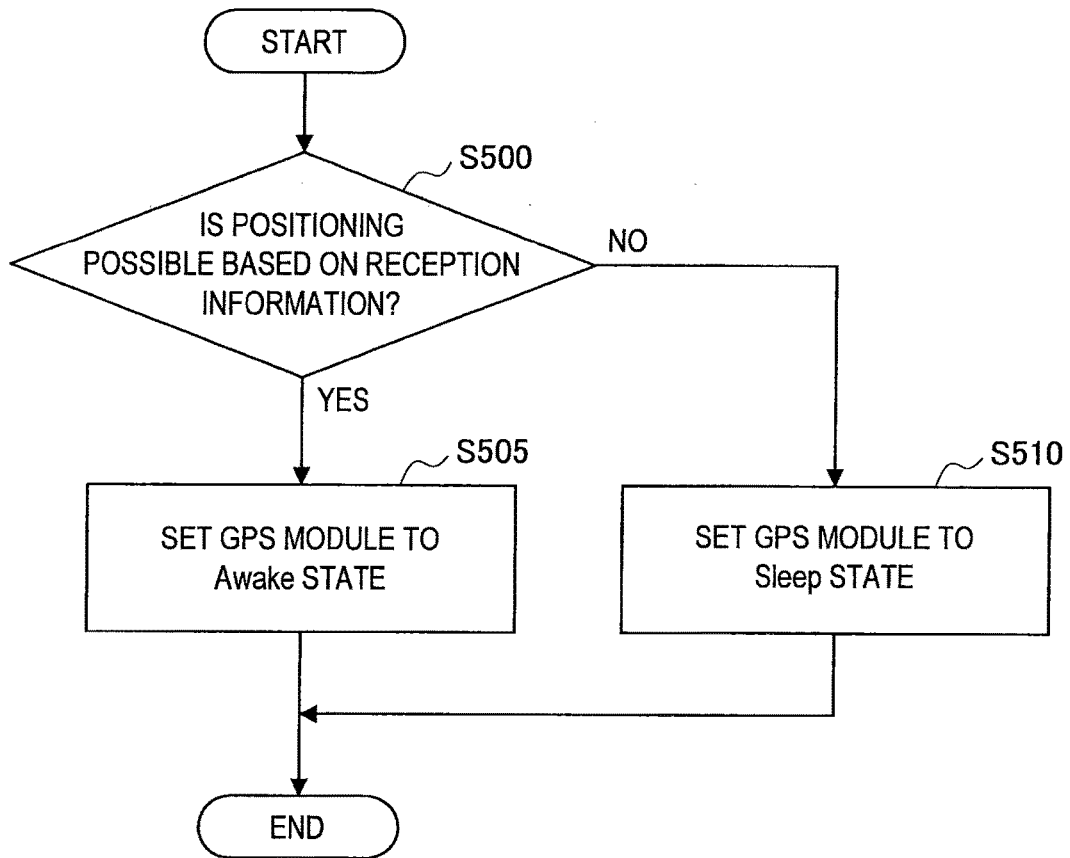 START
S500
IS POSITIONING
POSSIBLE BASED ON RECEPTION
INFORMATION?
NO
YES
S505
SET GPS MODULE TO
Awake STATE
S510
SET GPS MODULE TO
Sleep STATE
END